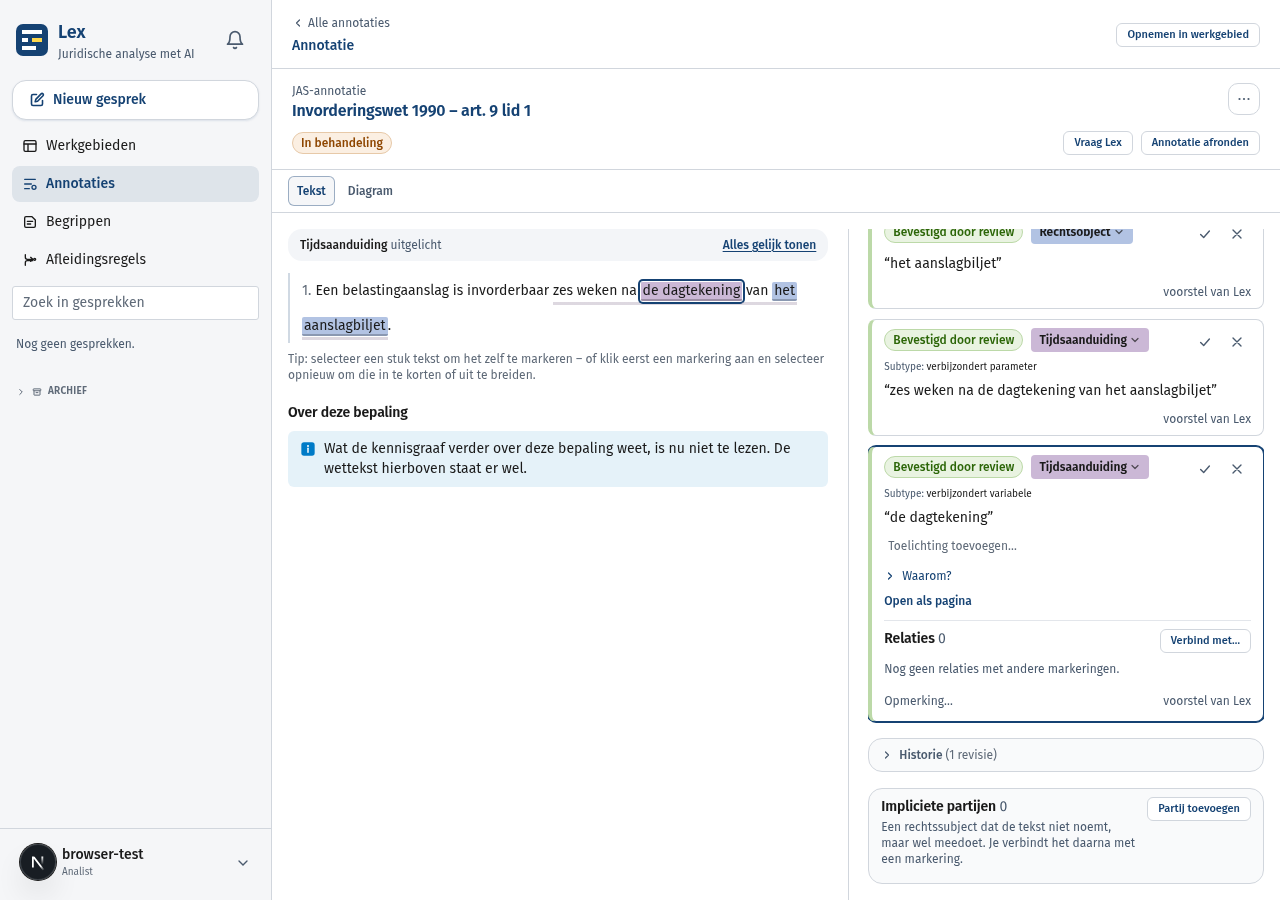 Lex
Juridische analyse met AI
Nieuw gesprek
Werkgebieden
Annotaties
Begrippen
Afleidingsregels
Zoek in gesprekken
Nog geen gesprekken.
ARCHIEF
browser-test
Analist
Alle annotaties
Annotatie
Opnemen in werkgebied
JAS-annotatie
Invorderingswet 1990 – art. 9 lid 1
In behandeling
Vraag Lex
Annotatie afronden
Tekst
Diagram
Tijdsaanduiding uitgelicht
Alles gelijk tonen
1. Een belastingaanslag is invorderbaar zes weken na de dagtekening van het
aanslagbiljet.
Tip: selecteer een stuk tekst om het zelf te markeren – of klik eerst een markering aan en selecteer
opnieuw om die in te korten of uit te breiden.
Over deze bepaling
Wat de kennisgraaf verder over deze bepaling weet, is nu niet te lezen. De
wettekst hierboven staat er wel.
Bevestigd door review
Rechtsobject
“het aanslagbiljet”
voorstel van Lex
Bevestigd door review
Tijdsaanduiding
Subtype: verbijzondert parameter
“zes weken na de dagtekening van het aanslagbiljet”
voorstel van Lex
Bevestigd door review
Tijdsaanduiding
Subtype: verbijzondert variabele
“de dagtekening”
Toelichting toevoegen…
Waarom?
Open als pagina
Relaties 0
Verbind met…
Nog geen relaties met andere markeringen.
Opmerking…
voorstel van Lex
Historie (1 revisie)
Impliciete partijen 0
Partij toevoegen
Een rechtssubject dat de tekst niet noemt,
maar wel meedoet. Je verbindt het daarna met
een markering.